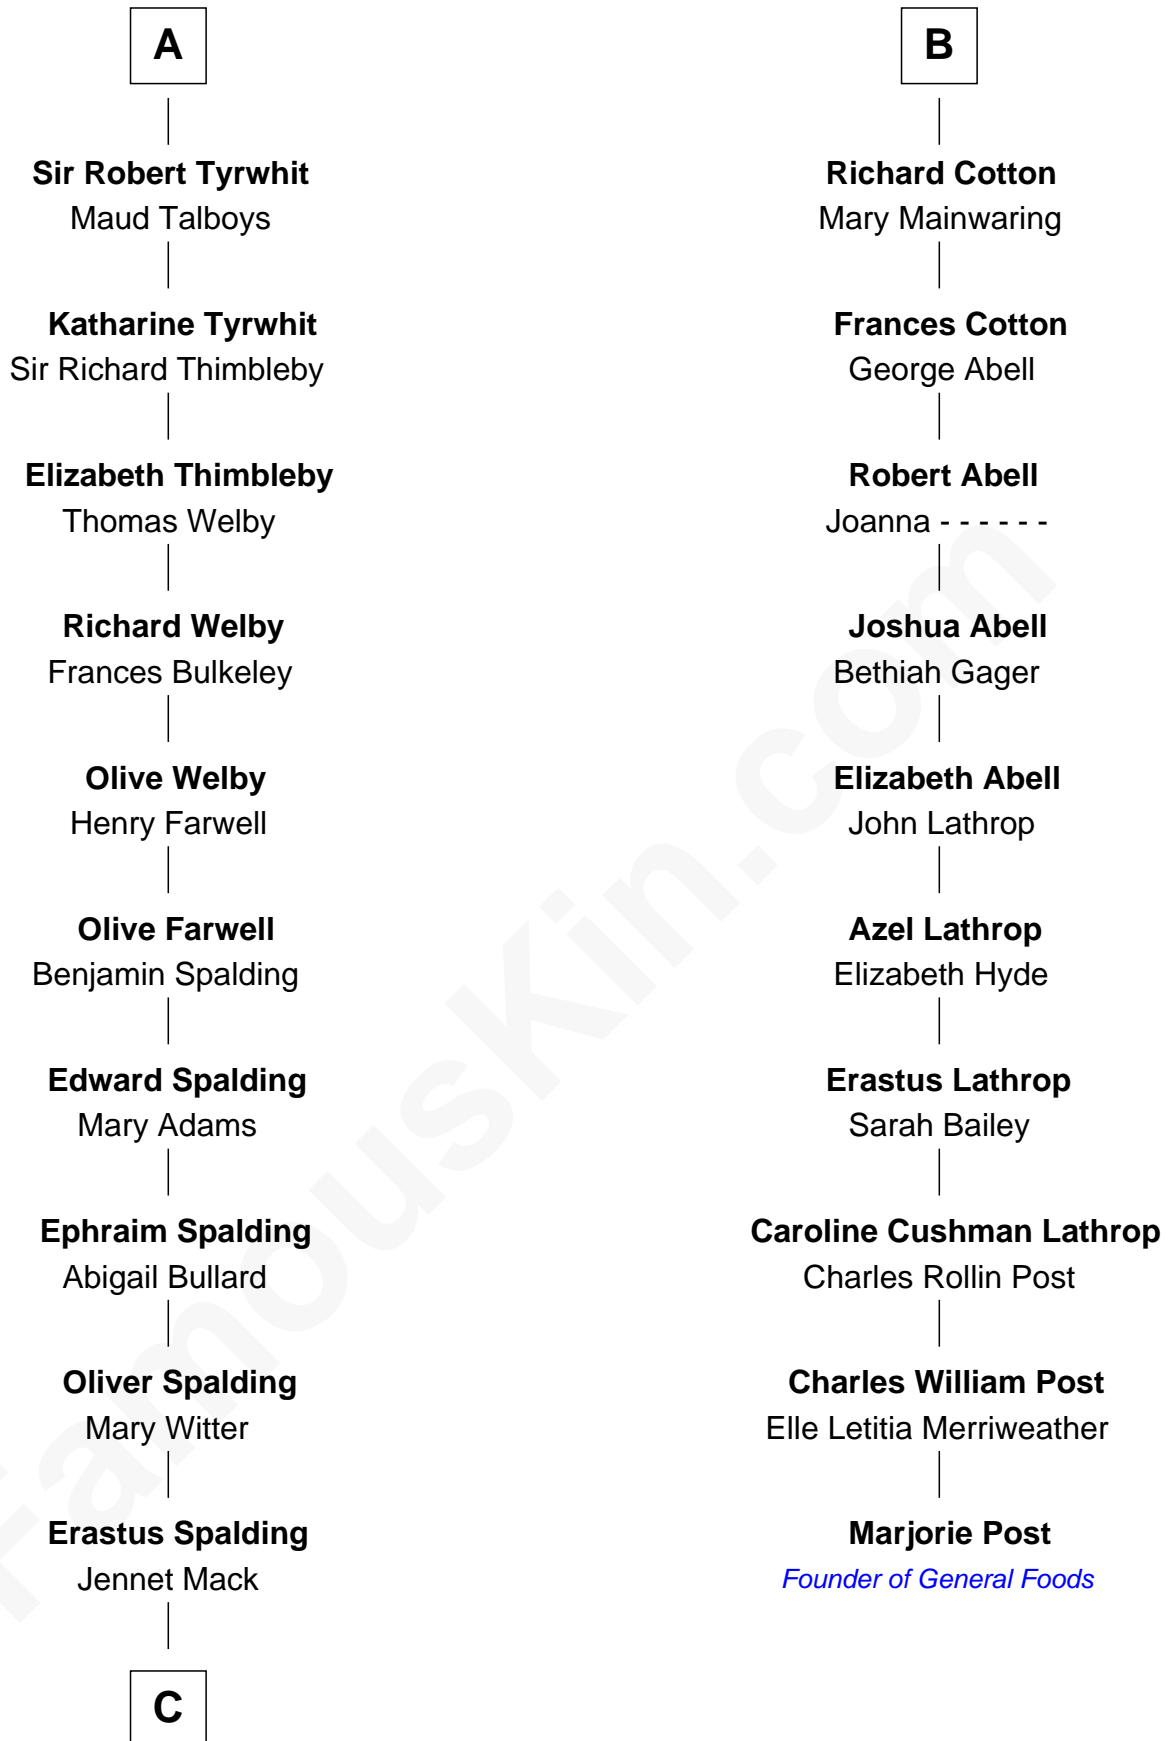 A
Sir Robert Tyrwhit
Maud Talboys
Katharine Tyrwhit
Sir Richard Thimbleby
Elizabeth Thimbleby
Thomas Welby
Richard Welby
Frances Bulkeley
Olive Welby
Henry Farwell
Olive Farwell
Benjamin Spalding
Edward Spalding
Mary Adams
Ephraim Spalding
Abigail Bullard
Oliver Spalding
Mary Witter
Erastus Spalding
Jennet Mack
C
B
Richard Cotton
Mary Mainwaring
Frances Cotton
George Abell
Robert Abell
Joanna - - - - - -
Joshua Abell
Bethiah Gager
Elizabeth Abell
John Lathrop
Azel Lathrop
Elizabeth Hyde
Erastus Lathrop
Sarah Bailey
Caroline Cushman Lathrop
Charles Rollin Post
Charles William Post
Elle Letitia Merriweather
Marjorie Post
Founder of General Foods
FamousKin.com